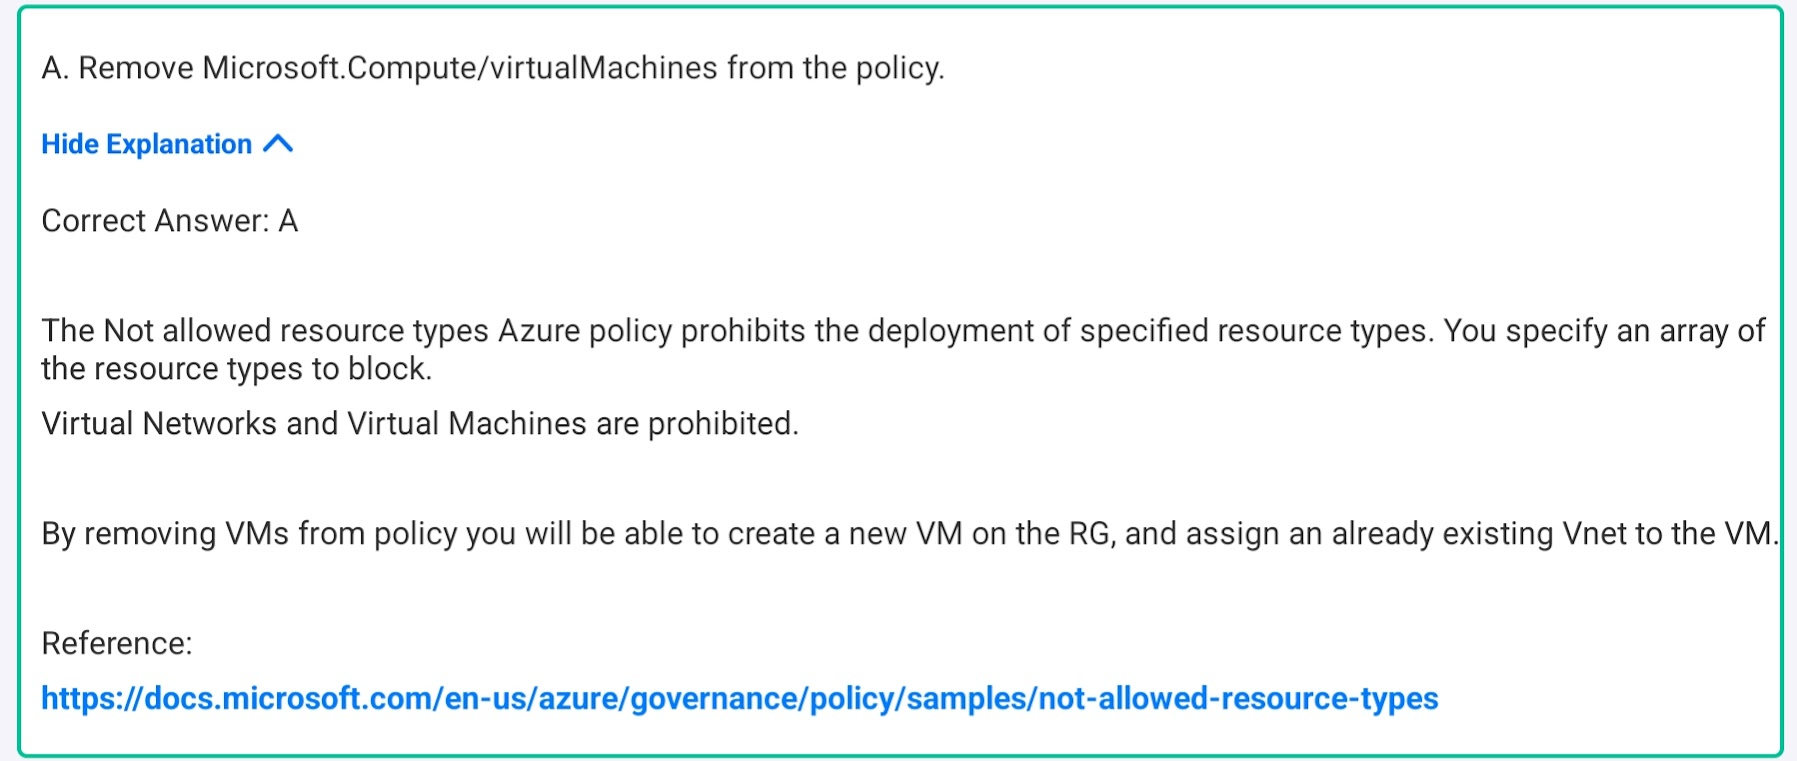 A. Remove Microsoft.Compute/virtualMachines from the policy.
Hide Explanation
Correct Answer: A
The Not allowed resource types Azure policy prohibits the deployment of specified resource types. You specify an array of
the resource types to block.
Virtual Networks and Virtual Machines are prohibited.
By removing VMs from policy you will be able to create a new VM on the RG, and assign an already existing Vnet to the VM.
Reference:
https://docs.microsoft.com/en-us/azure/governance/policy/samples/not-allowed-resource-types